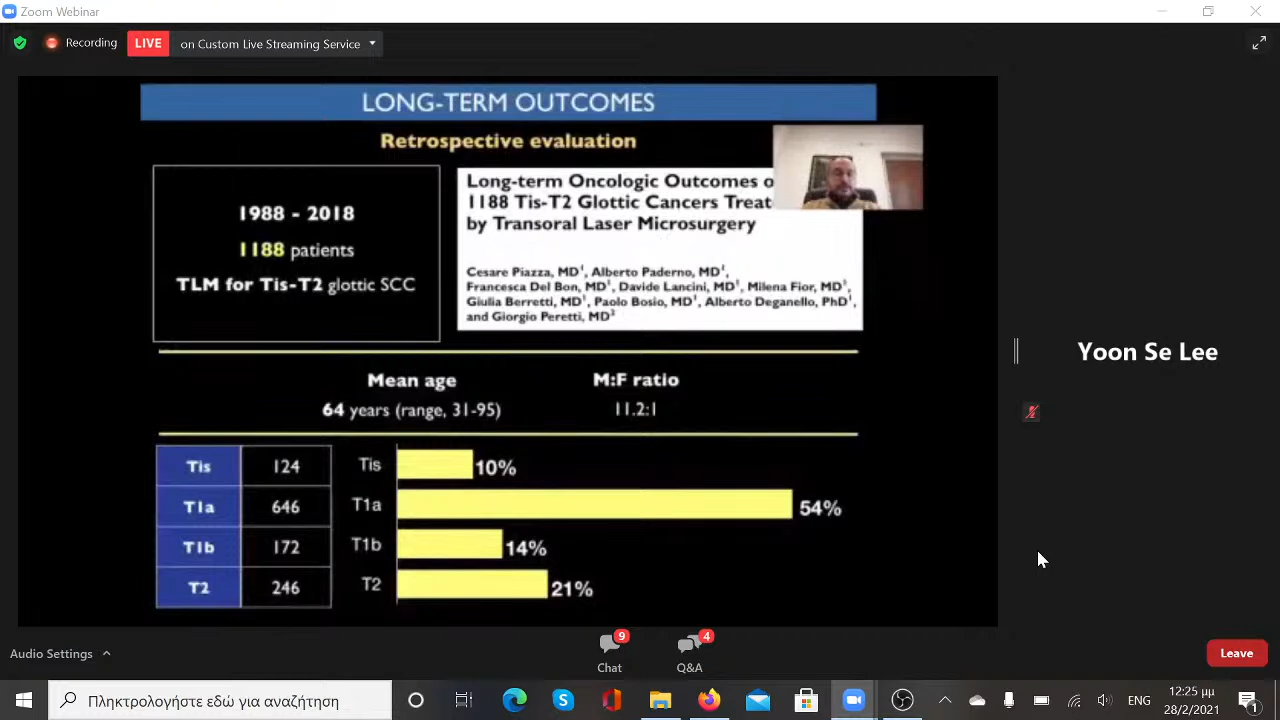 Zoom Webinar
Recording
LIVE
on Custom Live Streaming Service
LONG-TERM OUTCOMES
Retrospective evaluation
1988 - 2018
1188 patients
TLM for Tis-T2 glottic SCC
Long-term Oncologic Outcomes o
1188 Tis-T2 Glottic Cancers Treat
by Transoral Laser Microsurgery
Cesare Piazza, MD¹, Alberto Paderno, MD¹,
Francesca Del Bon, MD¹, Davide Lancini, MD¹, Milena Fior, MD¹,
Giulia Berretti, MD¹, Paolo Bosio, MD¹, Alberto Deganello, PhD¹,
and Giorgio Peretti, MD²
Yoon Se Lee
Mean age
M:F ratio
64 years (range, 31-95)
11.2:1
Tis 124 Tis 10%
T1a 646 T1a 54%
T1b 172 T1b 14%
T2 246 T2 21%
Audio Settings
9
Chat
4
Q&A
Leave
Πληκτρολογήστε εδώ για αναζήτηση
ENG
12:25 μμ
28/2/2021
1